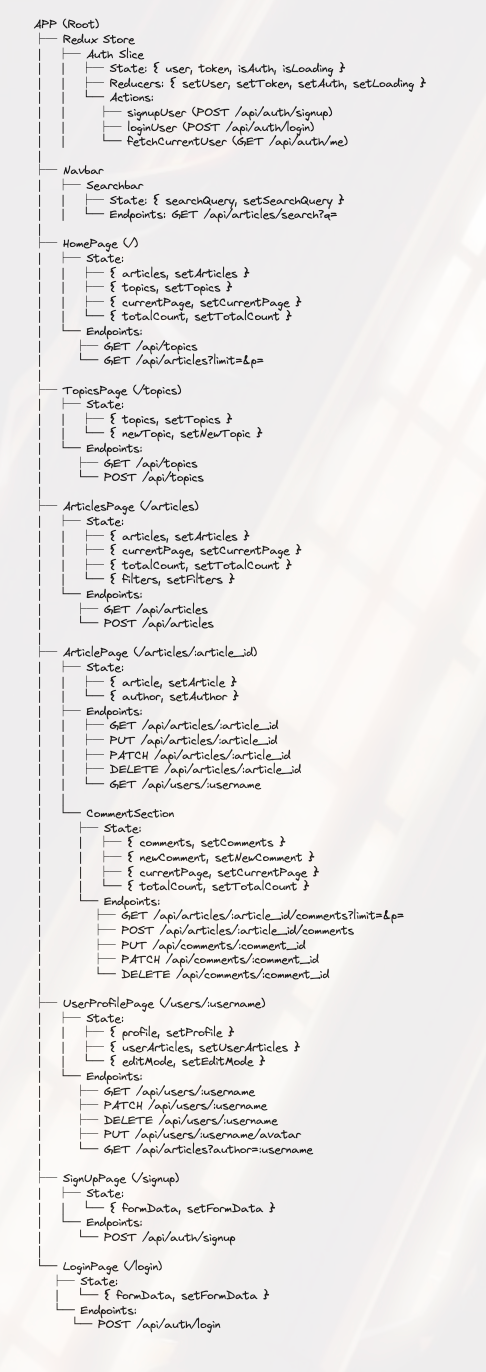 APP (Root)
├── Redux Store
│   ├── Auth Slice
│   │   ├── State: { user, token, isAuth, isLoading }
│   │   ├── Reducers: { setUser, setToken, setAuth, setLoading }
│   │   └── Actions:
│   │       ├── signupUser (POST /api/auth/signup)
│   │       ├── loginUser (POST /api/auth/login)
│   │       └── fetchCurrentUser (GET /api/auth/me)
│
├── Navbar
│   ├── Searchbar
│   │   ├── State: { searchQuery, setSearchQuery }
│   │   └── Endpoints: GET /api/articles/search?q=
│
├── HomePage (/)
│   ├── State:
│   │   ├── { articles, setArticles }
│   │   ├── { topics, setTopics }
│   │   ├── { currentPage, setCurrentPage }
│   │   └── { totalCount, setTotalCount }
│   └── Endpoints:
│       ├── GET /api/topics
│       └── GET /api/articles?limit=&p=
│
├── TopicsPage (/topics)
│   ├── State:
│   │   ├── { topics, setTopics }
│   │   └── { newTopic, setNewTopic }
│   └── Endpoints:
│       ├── GET /api/topics
│       └── POST /api/topics
│
├── ArticlesPage (/articles)
│   ├── State:
│   │   ├── { articles, setArticles }
│   │   ├── { currentPage, setCurrentPage }
│   │   ├── { totalCount, setTotalCount }
│   │   └── { filters, setFilters }
│   └── Endpoints:
│       ├── GET /api/articles
│       └── POST /api/articles
│
├── ArticlePage (/articles/:article_id)
│   ├── State:
│   │   ├── { article, setArticle }
│   │   └── { author, setAuthor }
│   ├── Endpoints:
│   │   ├── GET /api/articles/:article_id
│   │   ├── PUT /api/articles/:article_id
│   │   ├── PATCH /api/articles/:article_id
│   │   ├── DELETE /api/articles/:article_id
│   │   └── GET /api/users/:username
│   │
│   └── CommentSection
│       ├── State:
│       │   ├── { comments, setComments }
│       │   ├── { newComment, setNewComment }
│       │   ├── { currentPage, setCurrentPage }
│       │   └── { totalCount, setTotalCount }
│       └── Endpoints:
│           ├── GET /api/articles/:article_id/comments?limit=&p=
│           ├── POST /api/articles/:article_id/comments
│           ├── PUT /api/comments/:comment_id
│           ├── PATCH /api/comments/:comment_id
│           └── DELETE /api/comments/:comment_id
│
├── UserProfilePage (/users/:username)
│   ├── State:
│   │   ├── { profile, setProfile }
│   │   ├── { userArticles, setUserArticles }
│   │   └── { editMode, setEditMode }
│   └── Endpoints:
│       ├── GET /api/users/:username
│       ├── PATCH /api/users/:username
│       ├── DELETE /api/users/:username
│       ├── PUT /api/users/:username/avatar
│       └── GET /api/articles?author=:username
│
├── SignUpPage (/signup)
│   ├── State:
│   │   └── { formData, setFormData }
│   └── Endpoints:
│       └── POST /api/auth/signup
│
└── LoginPage (/login)
    ├── State:
    │   └── { formData, setFormData }
    └── Endpoints:
        └── POST /api/auth/login